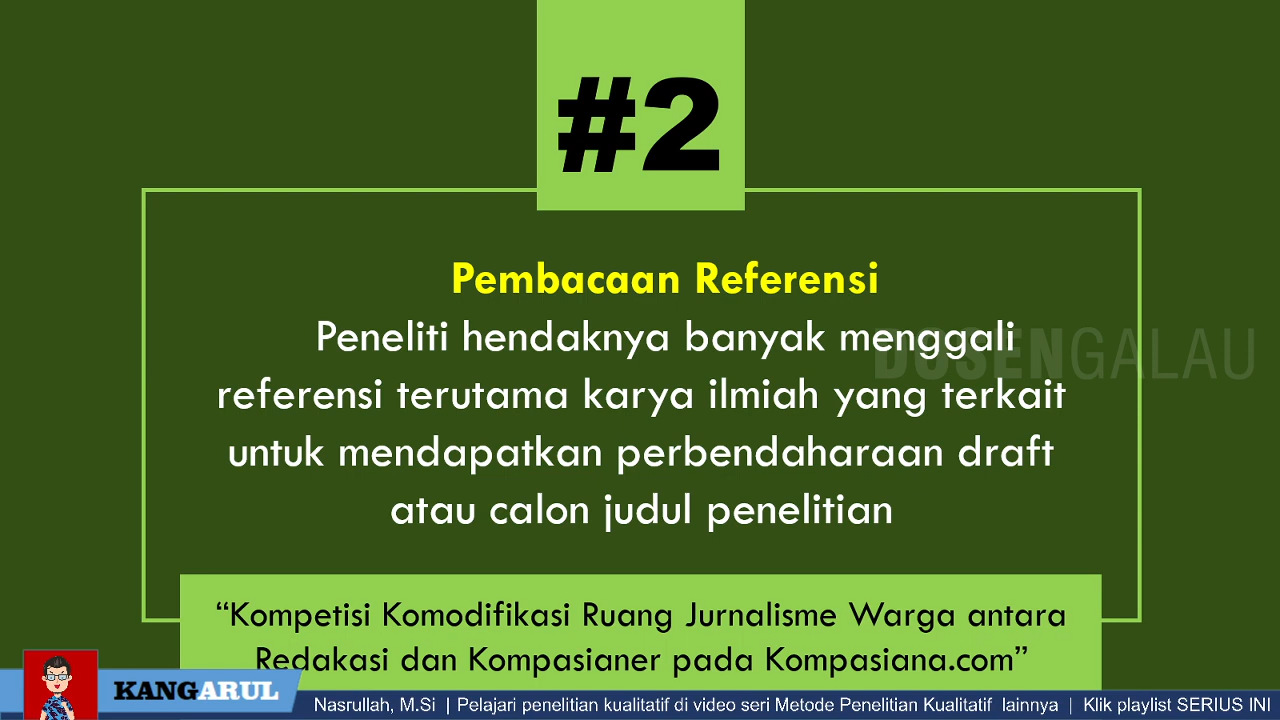 #2
Pembacaan Referensi
Peneliti hendaknya banyak menggali
referensi terutama karya ilmiah yang terkait
untuk mendapatkan perbendaharaan draft
atau calon judul penelitian
DOSENGALAU
“Kompetisi Komodifikasi Ruang Jurnalisme Warga antara
Redakasi dan Kompasianer pada Kompasiana.com”
KANGARUL
Nasrullah, M.Si | Pelajari penelitian kualitatif di video seri Metode Penelitian Kualitatif lainnya | Klik playlist SERIUS INI